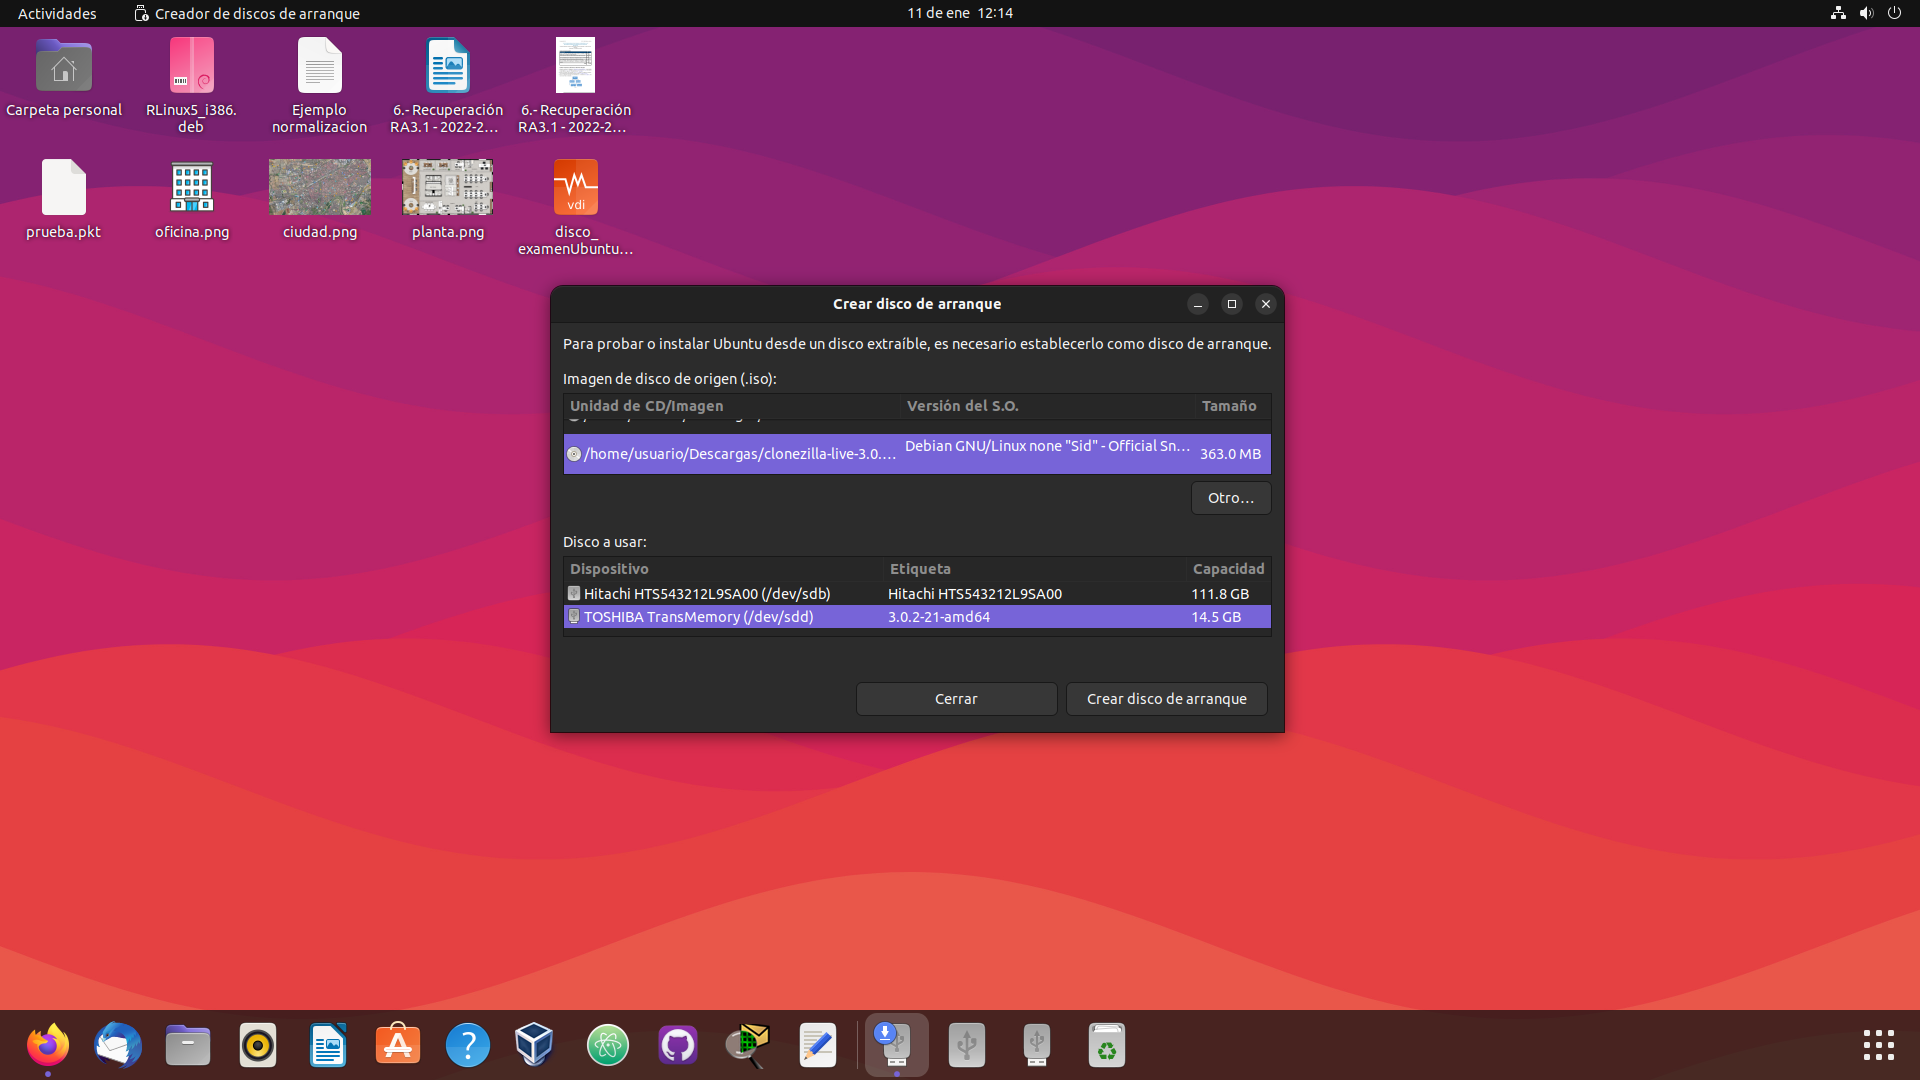 Actividades
Creador de discos de arranque
11 de ene 12:14
Carpeta personal
RLinux5_i386.
deb
Ejemplo
normalizacion
6.- Recuperación
RA3.1 - 2022-2…
6.- Recuperación
RA3.1 - 2022-2…
prueba.pkt
oficina.png
ciudad.png
planta.png
vdi
disco_
examenUbuntu…
Crear disco de arranque
Para probar o instalar Ubuntu desde un disco extraíble, es necesario establecerlo como disco de arranque.
Imagen de disco de origen (.iso):
Unidad de CD/Imagen Versión del S.O. Tamaño
/home/usuario/Descargas/clonezilla-live-3.0.… Debian GNU/Linux none "Sid" - Official Sn… 363.0 MB
Otro…
Disco a usar:
Dispositivo Etiqueta Capacidad
Hitachi HTS543212L9SA00 (/dev/sdb) Hitachi HTS543212L9SA00 111.8 GB
TOSHIBA TransMemory (/dev/sdd) 3.0.2-21-amd64 14.5 GB
Cerrar
Crear disco de arranque